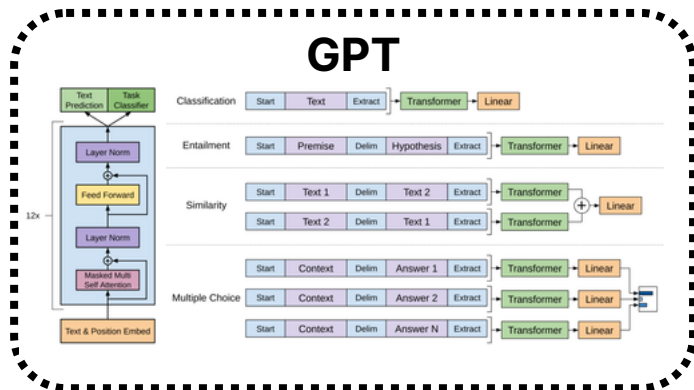 GPT
Text
Prediction
Task
Classifier
Layer Norm
Feed Forward
12x
Layer Norm
Masked Multi
Self Attention
Text & Position Embed
Classification
Start Text Extract Transformer Linear
Entailment
Start Premise Delim Hypothesis Extract Transformer Linear
Similarity
Start Text 1 Delim Text 2 Extract Transformer
Start Text 2 Delim Text 1 Extract Transformer
+ Linear
Multiple Choice
Start Context Delim Answer 1 Extract Transformer Linear
Start Context Delim Answer 2 Extract Transformer Linear
Start Context Delim Answer N Extract Transformer Linear